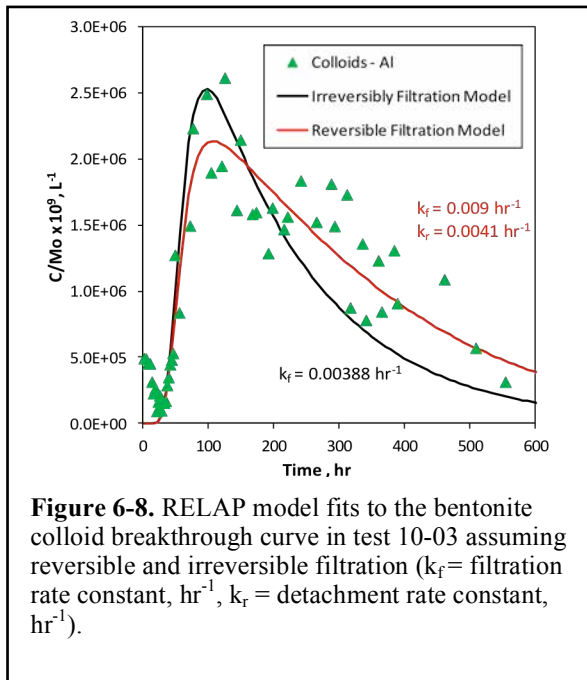 3.0E+06
2.5E+06
2.0E+06
1.5E+06
1.0E+06
5.0E+05
0.0E+00
C/Mo x10⁹, L⁻¹
Colloids - Al
Irreversibly Filtration Model
Reversible Filtration Model
k_f = 0.009 hr⁻¹
k_r = 0.0041 hr⁻¹
k_f = 0.00388 hr⁻¹
0 100 200 300 400 500 600
Time , hr
Figure 6-8. RELAP model fits to the bentonite
colloid breakthrough curve in test 10-03 assuming
reversible and irreversible filtration (k_f = filtration
rate constant, hr⁻¹, k_r = detachment rate constant,
hr⁻¹).